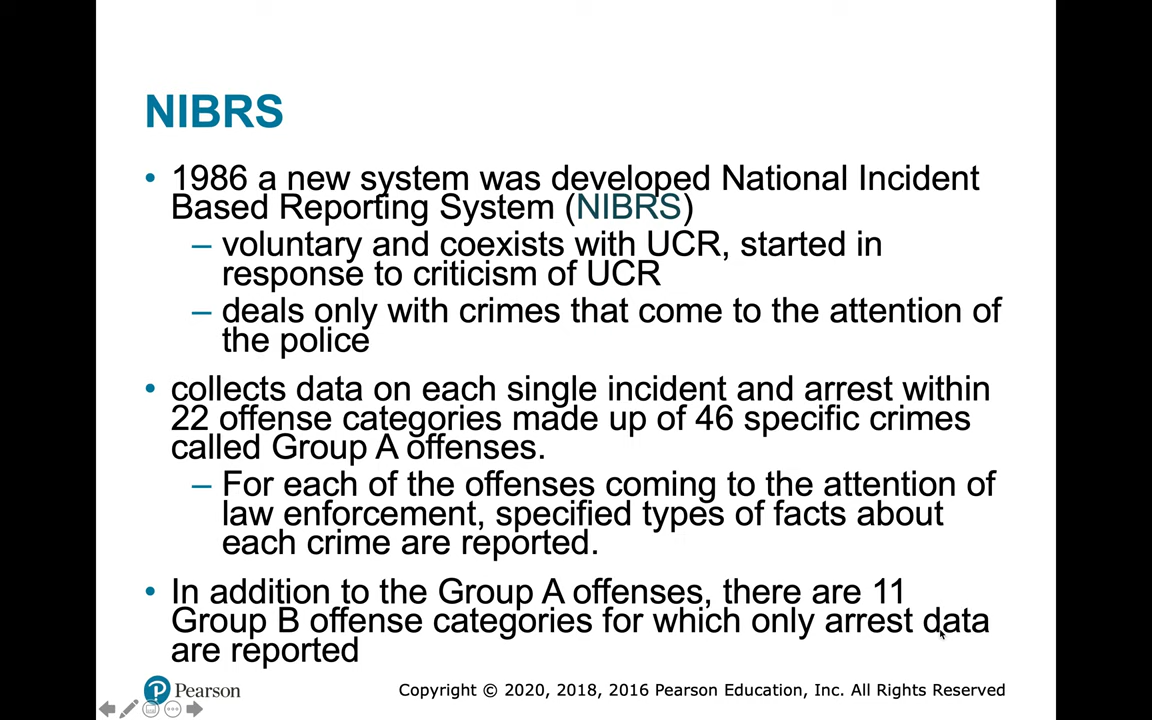 NIBRS
• 1986 a new system was developed National Incident
Based Reporting System (NIBRS)
– voluntary and coexists with UCR, started in
response to criticism of UCR
– deals only with crimes that come to the attention of
the police
• collects data on each single incident and arrest within
22 offense categories made up of 46 specific crimes
called Group A offenses.
– For each of the offenses coming to the attention of
law enforcement, specified types of facts about
each crime are reported.
• In addition to the Group A offenses, there are 11
Group B offense categories for which only arrest data
are reported
Pearson
Copyright © 2020, 2018, 2016 Pearson Education, Inc. All Rights Reserved